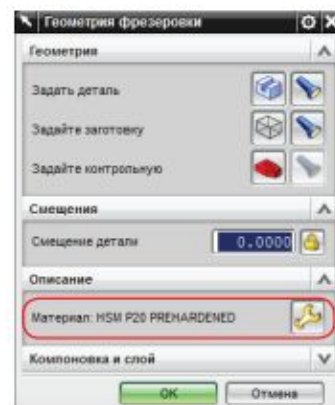 Геометрия фрезеровки
Геометрия
Задать деталь
Задайте заготовку
Задайте контрольную
Смещения
Смещение детали 0.0000
Описание
Материал: HSM P20 PREHARDENED
Компоновка и слой
OK Отмена